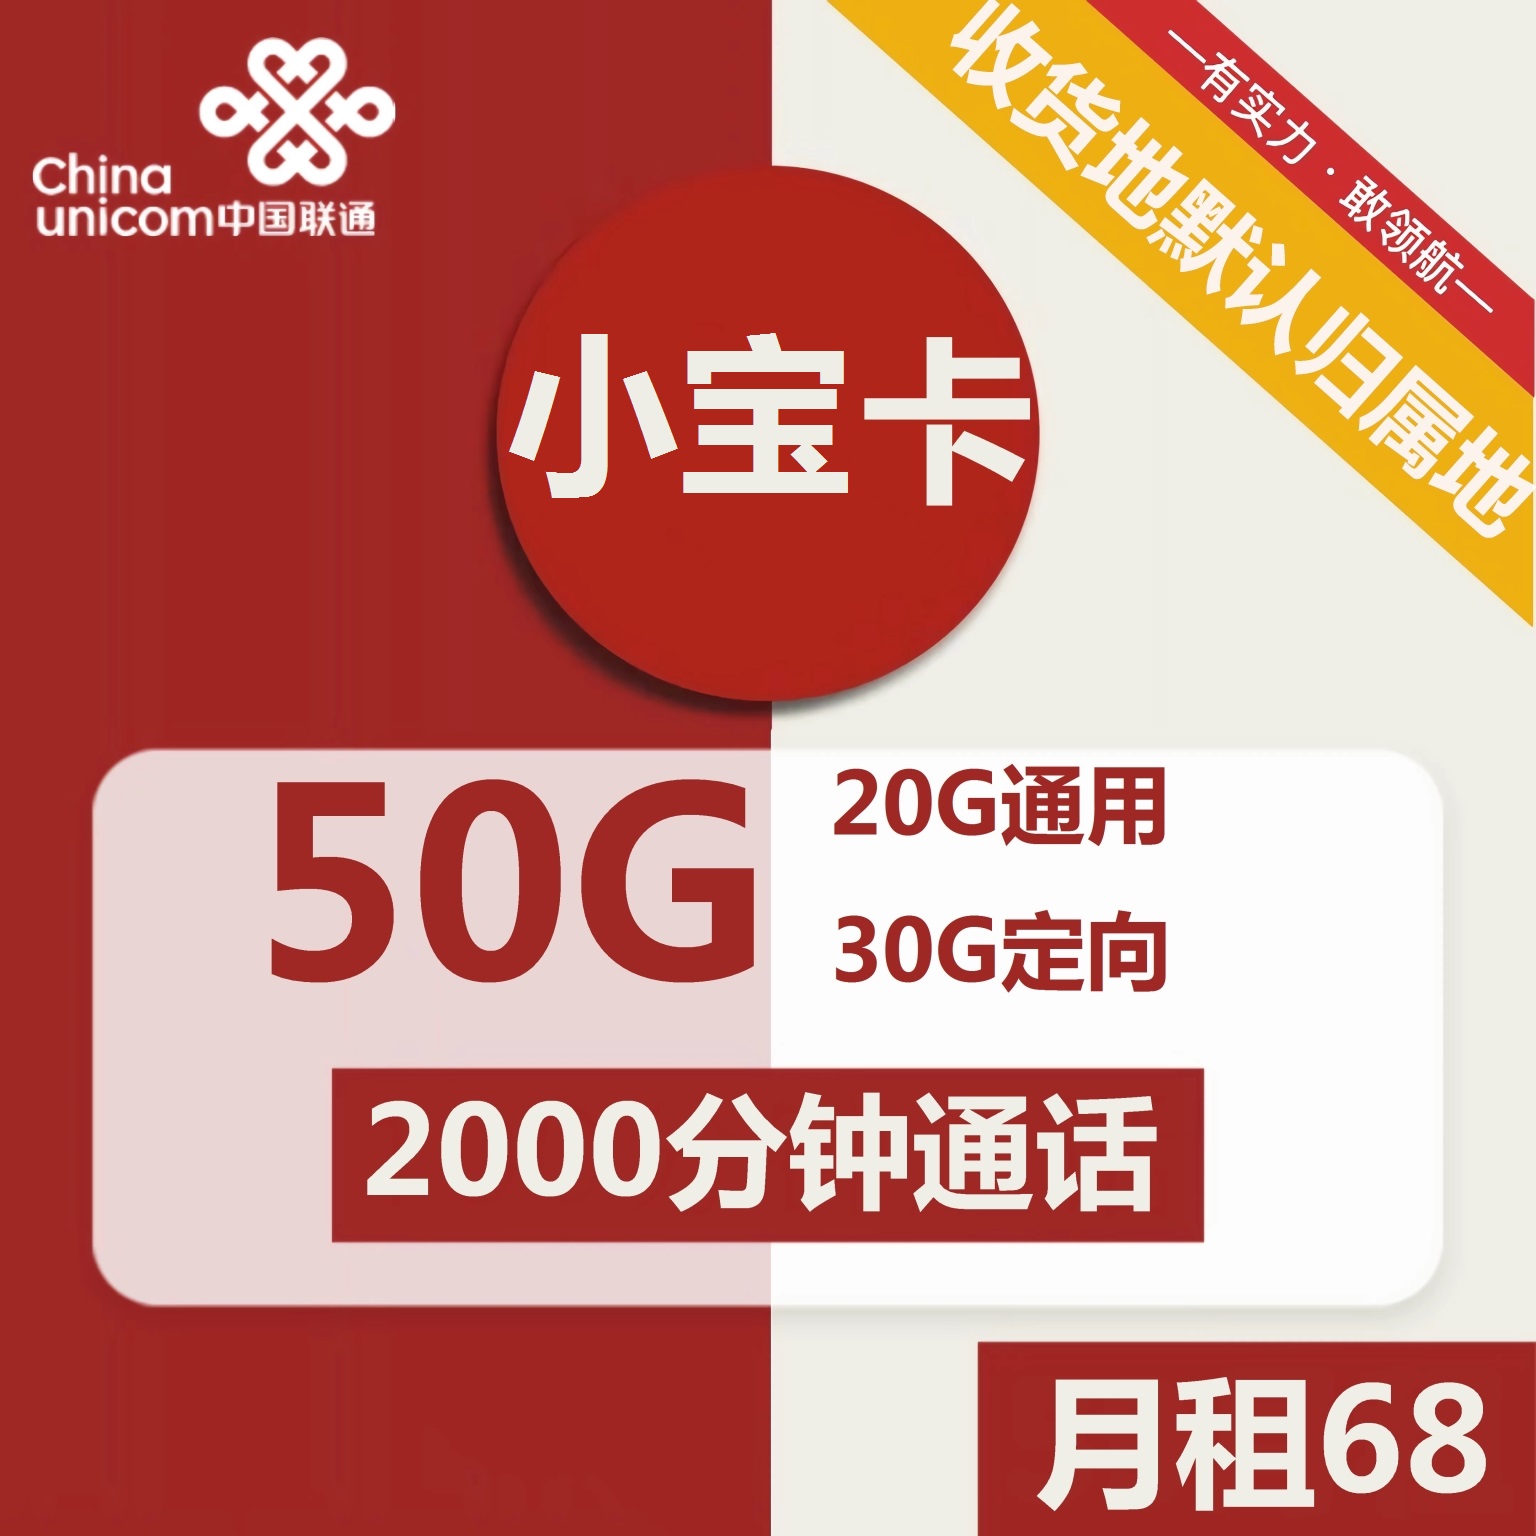 China
unicom中国联通
—有实力·敢领航—
收货地默认归属地
小宝卡
50G
20G通用
30G定向
2000分钟通话
月租68